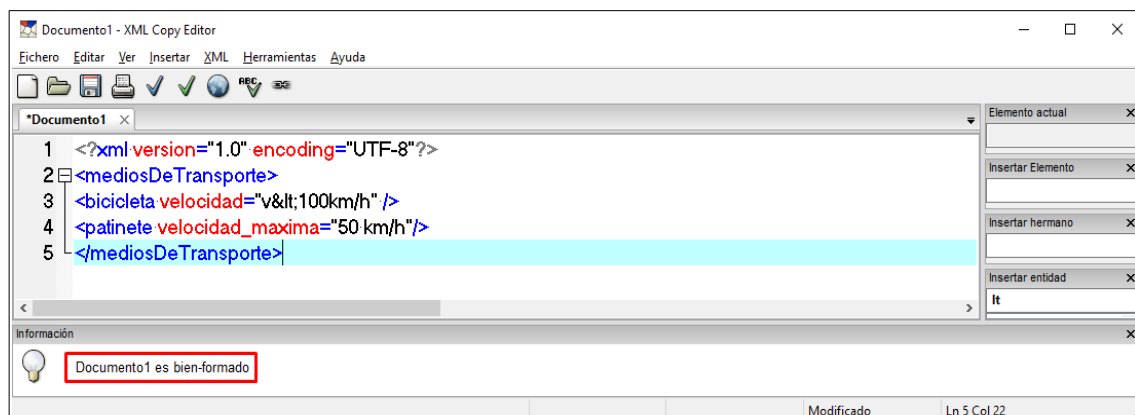 Documento1 - XML Copy Editor
Fichero Editar Ver Insertar XML Herramientas Ayuda
ABC
*Documento1
Elemento actual
1 <?xml version="1.0" encoding="UTF-8"?>
2 <mediosDeTransporte>
Insertar Elemento
3 <bicicleta velocidad="v&lt;100km/h" />
4 <patinete velocidad_maxima="50 km/h"/>
Insertar hermano
5 </mediosDeTransporte>
Insertar entidad
lt
Información
Documento1 es bien-formado
Modificado Ln 5 Col 22